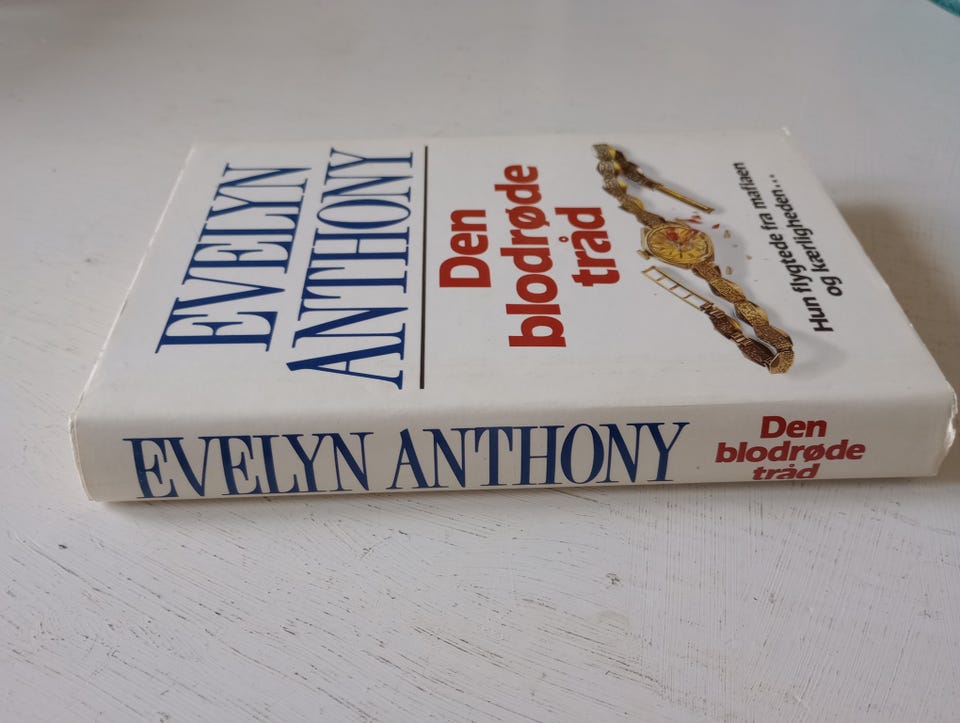 EVELYN
ANTHONY
Den
blodrøde
tråd
Hun flygtede fra mafiaen
og kærligheden...
EVELYN ANTHONY
Den
blodrøde
tråd